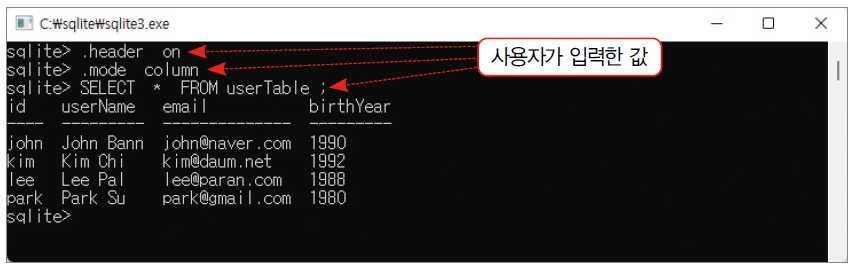 C:₩sqlite₩sqlite3.exe
sqlite> .header on
사용자가 입력한 값
sqlite> .mode column
sqlite> SELECT * FROM userTable ;
id userName email birthYear
---- --------- -------------- ---------
john John Bann john@naver.com 1990
kim Kim Chi kim@daum.net 1992
lee Lee Pal lee@paran.com 1988
park Park Su park@gmail.com 1980
sqlite>